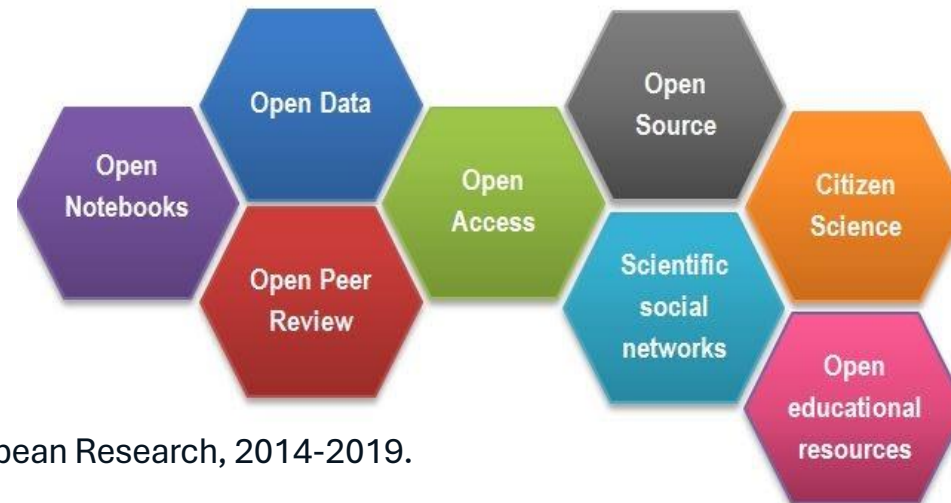 Open
Notebooks
Open Data
Open Peer
Review
Open
Access
Open
Source
Scientific
social
networks
Citizen
Science
Open
educational
resources
Research, 2014-2019.